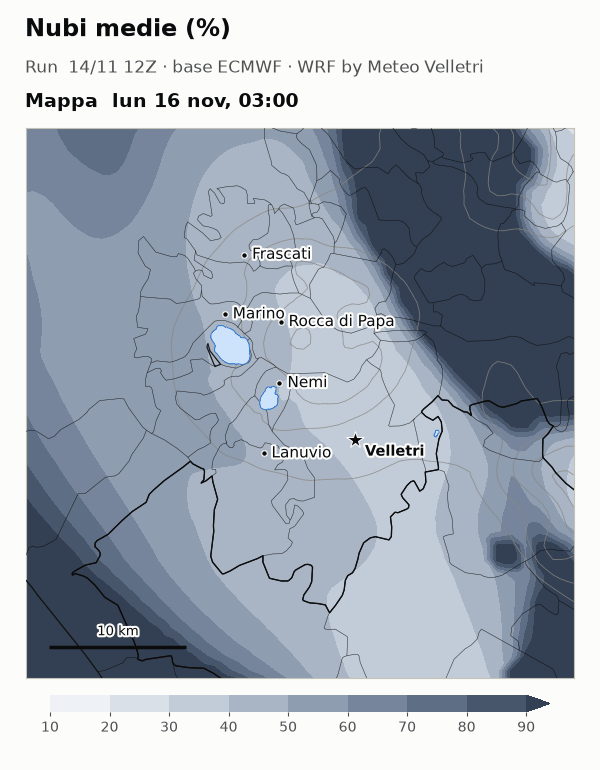 Nubi medie (%)
Run  14/11 12Z · base ECMWF · WRF by Meteo Velletri
Mappa  lun 16 nov, 03:00
Frascati
Marino
Rocca di Papa
Nemi
Velletri
Lanuvio
10 km
10 20 30 40 50 60 70 80 90